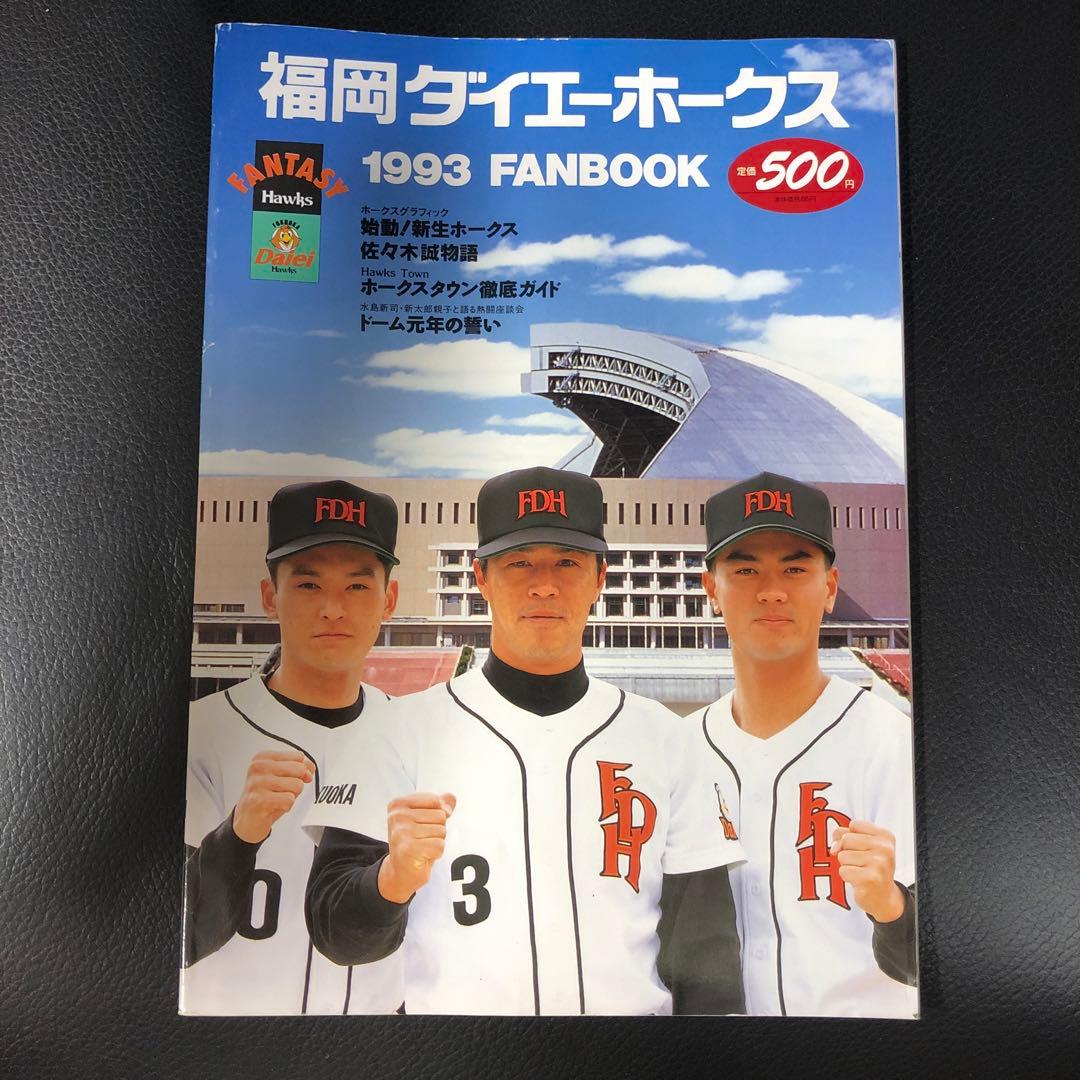 福岡ダイエーホークス
1993 FANBOOK
定価500円
FANTASY
Hawks
FUKUOKA
Daiei
Hawks
ホークスグラフィック
始動!新生ホークス
佐々木誠物語
Hawks Town
ホークスタウン徹底ガイド
水島新司・新太郎親子と語る熱闘座談会
ドーム元年の誓い
FDH
FDH
FDH
UOKA
0
3
FDH
FDH